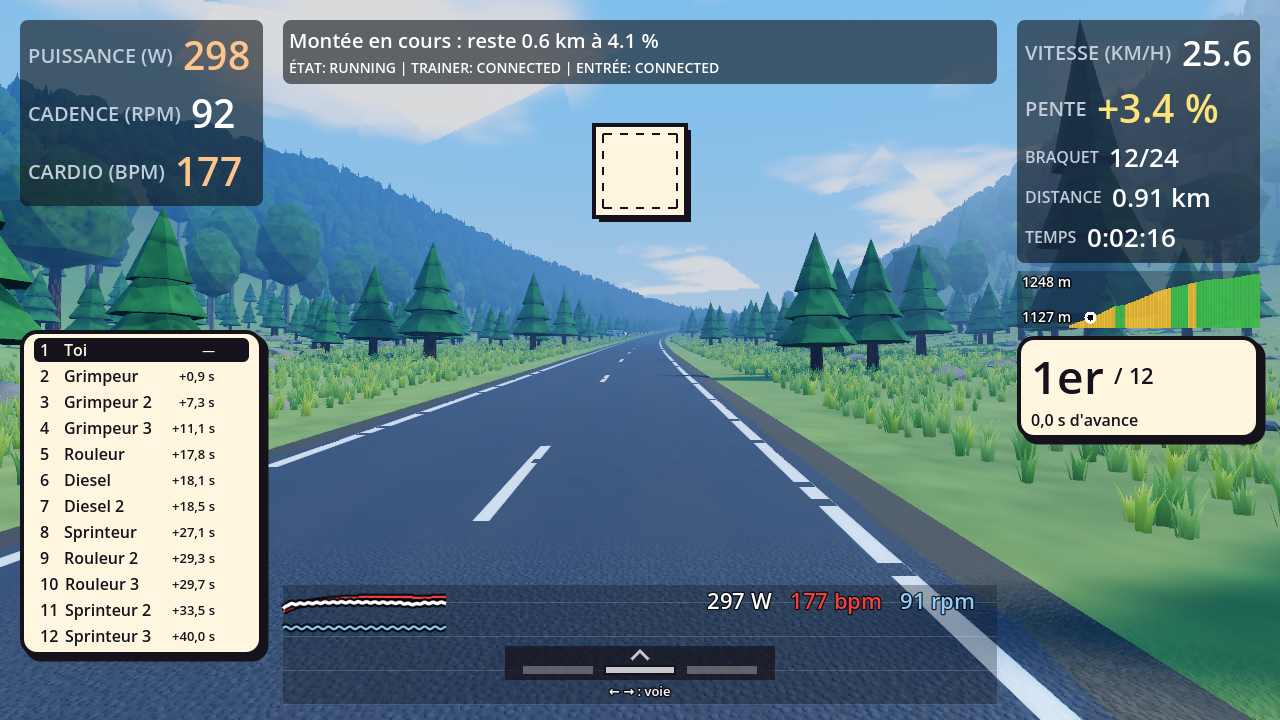 PUISSANCE (W) 298
CADENCE (RPM) 92
CARDIO (BPM) 177
Montée en cours : reste 0.6 km à 4.1 %
ÉTAT: RUNNING | TRAINER: CONNECTED | ENTRÉE: CONNECTED
VITESSE (KM/H) 25.6
PENTE +3.4 %
BRAQUET 12/24
DISTANCE 0.91 km
TEMPS 0:02:16
1248 m
1127 m
1er / 12
0,0 s d'avance
1 Toi —
2 Grimpeur +0,9 s
3 Grimpeur 2 +7,3 s
4 Grimpeur 3 +11,1 s
5 Rouleur +17,8 s
6 Diesel +18,1 s
7 Diesel 2 +18,5 s
8 Sprinteur +27,1 s
9 Rouleur 2 +29,3 s
10 Rouleur 3 +29,7 s
11 Sprinteur 2 +33,5 s
12 Sprinteur 3 +40,0 s
297 W 177 bpm 91 rpm
← → : voie